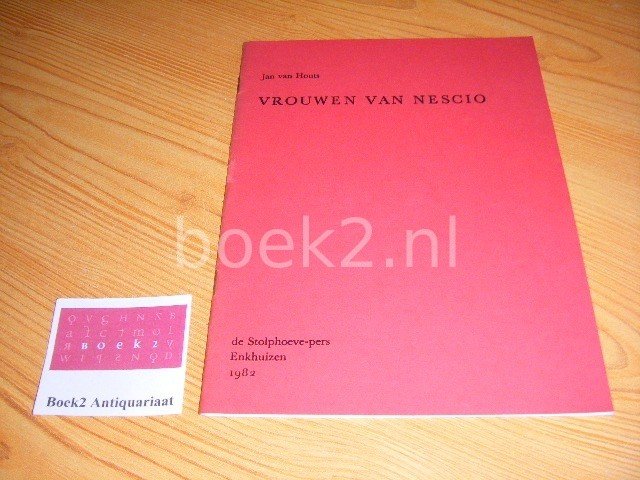 Jan van Houts
VROUWEN VAN NESCIO
boek2.nl
de Stolphoeve-pers
Enkhuizen
1982
BOEK2
Boek2 Antiquariaat